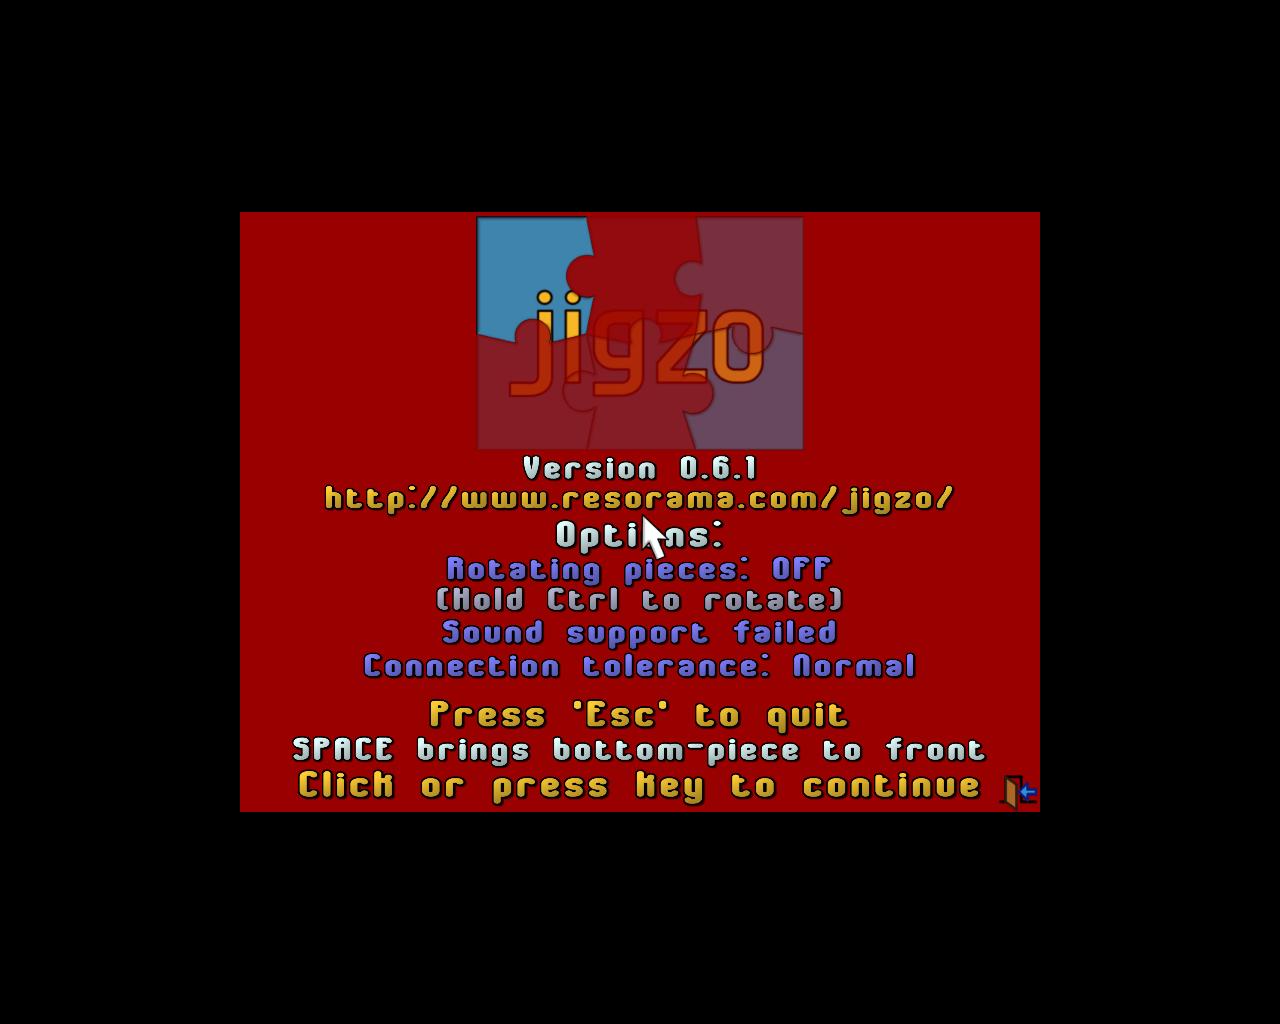 jigzo
Version 0.6.1
http://www.resorama.com/jigzo/
Options:
Rotating pieces: OFF
(Hold Ctrl to rotate)
Sound support failed
Connection tolerance: Normal
Press 'Esc' to quit
SPACE brings bottom-piece to front
Click or press key to continue